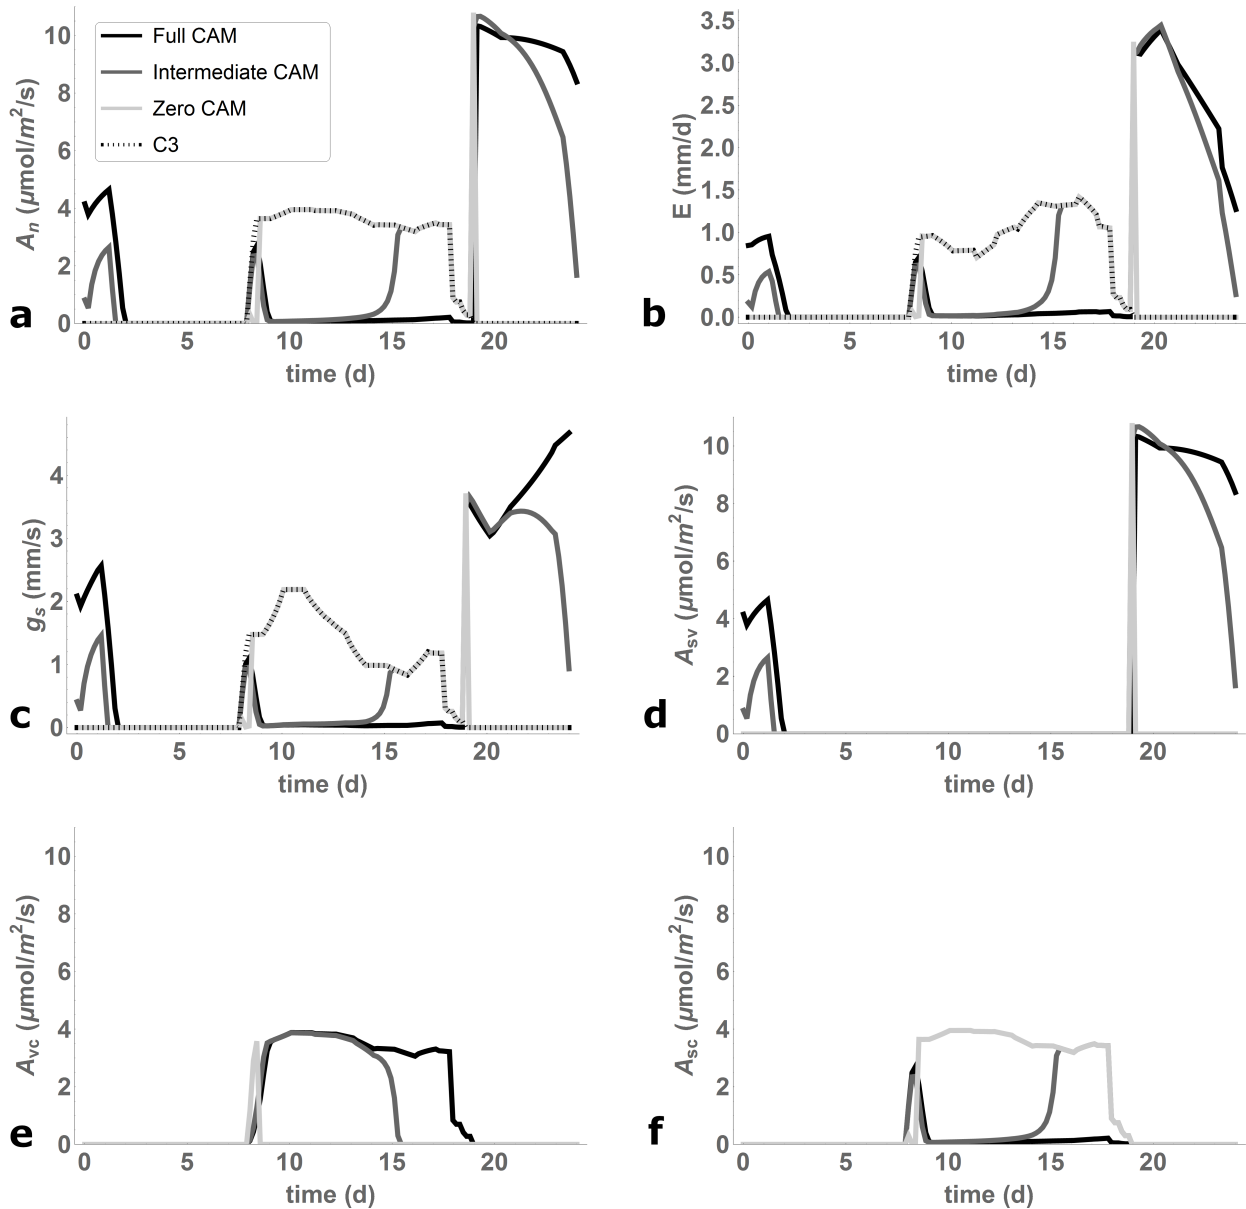 10
8
6
4
2
0
Aₙ (μmol/m²/s)
Full CAM
Intermediate CAM
Zero CAM
C3
a
0 5 10 15 20
time (d)
3.5
3.0
2.5
2.0
1.5
1.0
0.5
0.0
E (mm/d)
b
0 5 10 15 20
time (d)
4
3
2
1
0
gₛ (mm/s)
c
0 5 10 15 20
time (d)
10
8
6
4
2
0
Asv (μmol/m²/s)
d
0 5 10 15 20
time (d)
10
8
6
4
2
0
Avc (μmol/m²/s)
e
0 5 10 15 20
time (d)
10
8
6
4
2
0
Asc (μmol/m²/s)
f
0 5 10 15 20
time (d)